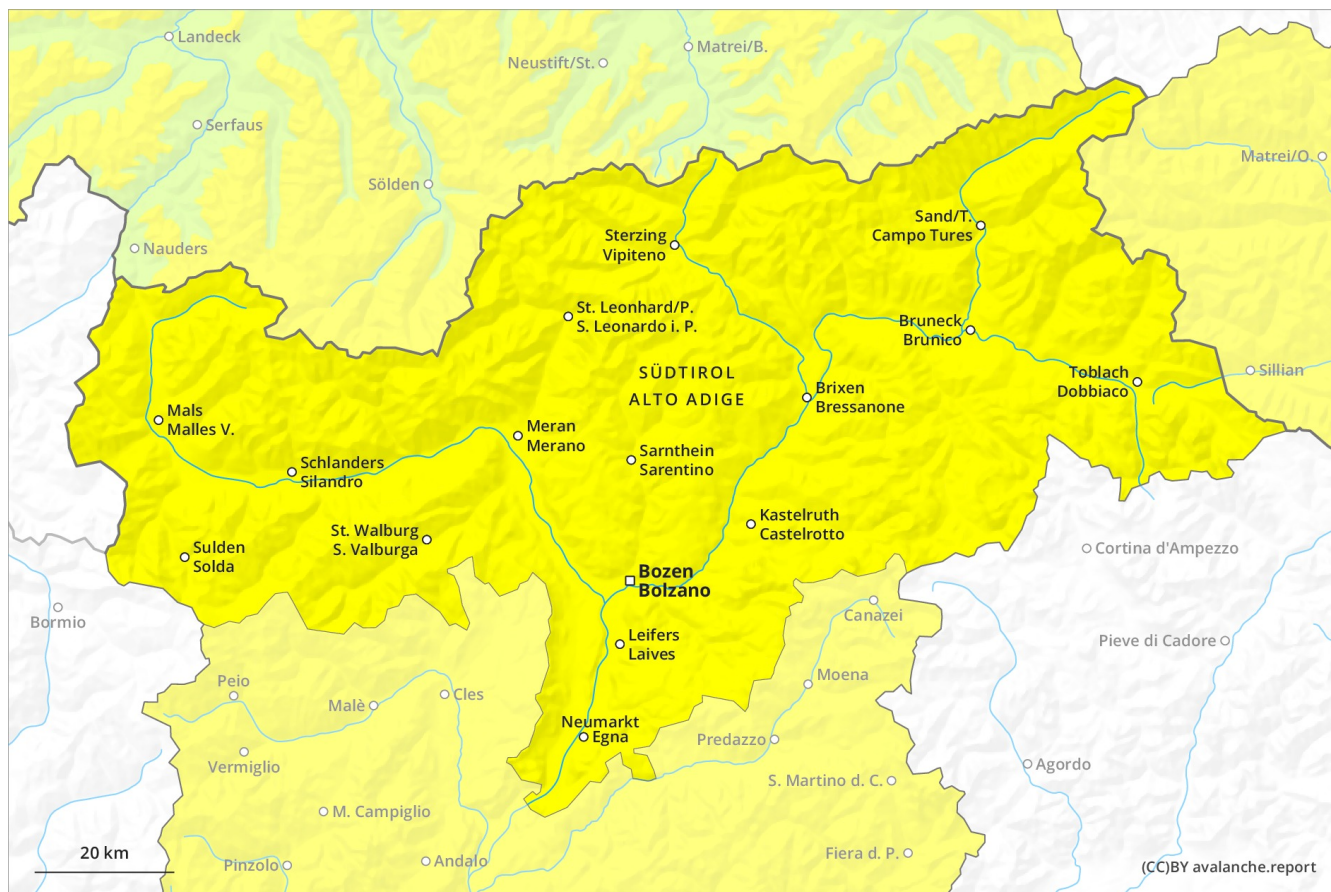 Landeck
Matrei/B.
Neustift/St.
Serfaus
Matrei/O.
Sölden
Sand/T.
Campo Tures
Nauders
Sterzing
Vipiteno
St. Leonhard/P.
S. Leonardo i. P.
Bruneck
Brunico
SÜDTIROL
ALTO ADIGE
Toblach
Dobbiaco
Sillian
Brixen
Bressanone
Mals
Malles V.
Meran
Merano
Schlanders
Silandro
Sarnthein
Sarentino
Kastelruth
Castelrotto
St. Walburg
S. Valburga
Sulden
Solda
Cortina d'Ampezzo
Bozen
Bolzano
Bormio
Canazei
Leifers
Laives
Pieve di Cadore
Peio
Moena
Malè
Cles
Neumarkt
Egna
Predazzo
Vermiglio
Agordo
S. Martino d. C.
M. Campiglio
20 km
Pinzolo
Andalo
Fiera d. P.
(CC)BY avalanche.report